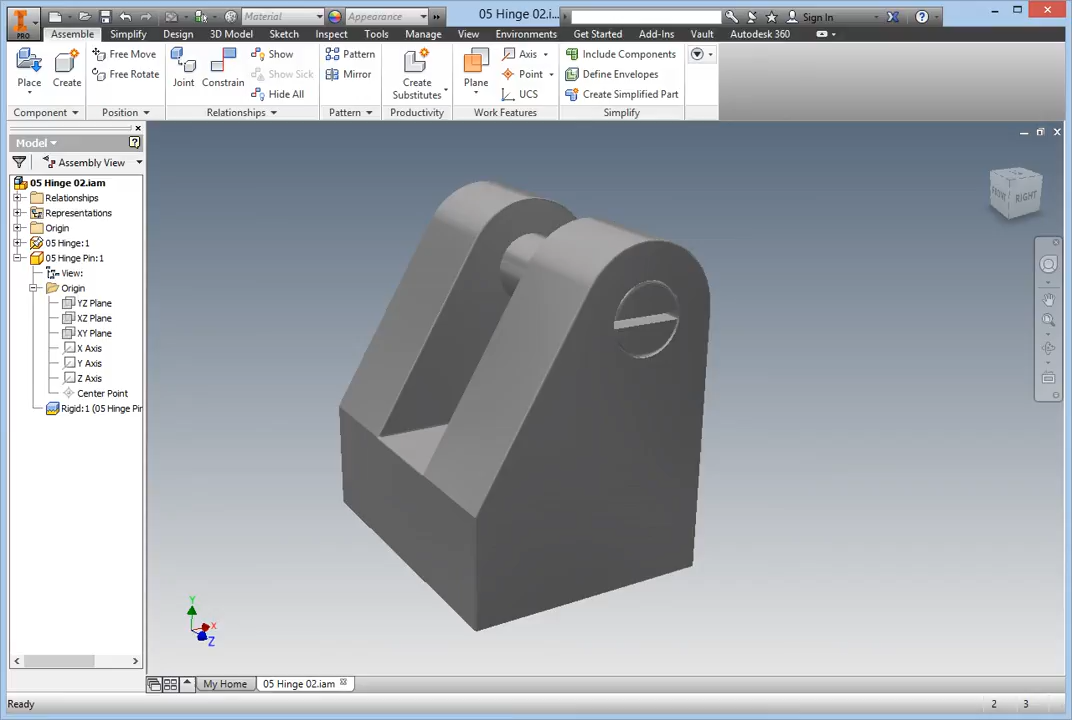 Material
Appearance
05 Hinge 02.i...
Sign In
PRO
Assemble Simplify Design 3D Model Sketch Inspect Tools Manage View Environments Get Started Add-Ins Vault Autodesk 360
Place
Create
Free Move
Free Rotate
Joint
Constrain
Show
Show Sick
Hide All
Pattern
Mirror
Create
Substitutes
Plane
Axis
Point
UCS
Include Components
Define Envelopes
Create Simplified Part
Component Position Relationships Pattern Productivity Work Features Simplify
Model
Assembly View
05 Hinge 02.iam
Relationships
Representations
Origin
05 Hinge:1
05 Hinge Pin:1
View:
Origin
YZ Plane
XZ Plane
XY Plane
X Axis
Y Axis
Z Axis
Center Point
Rigid:1 (05 Hinge Pin
FRONT RIGHT
Y
X
Z
My Home 05 Hinge 02.iam
Ready 2 3